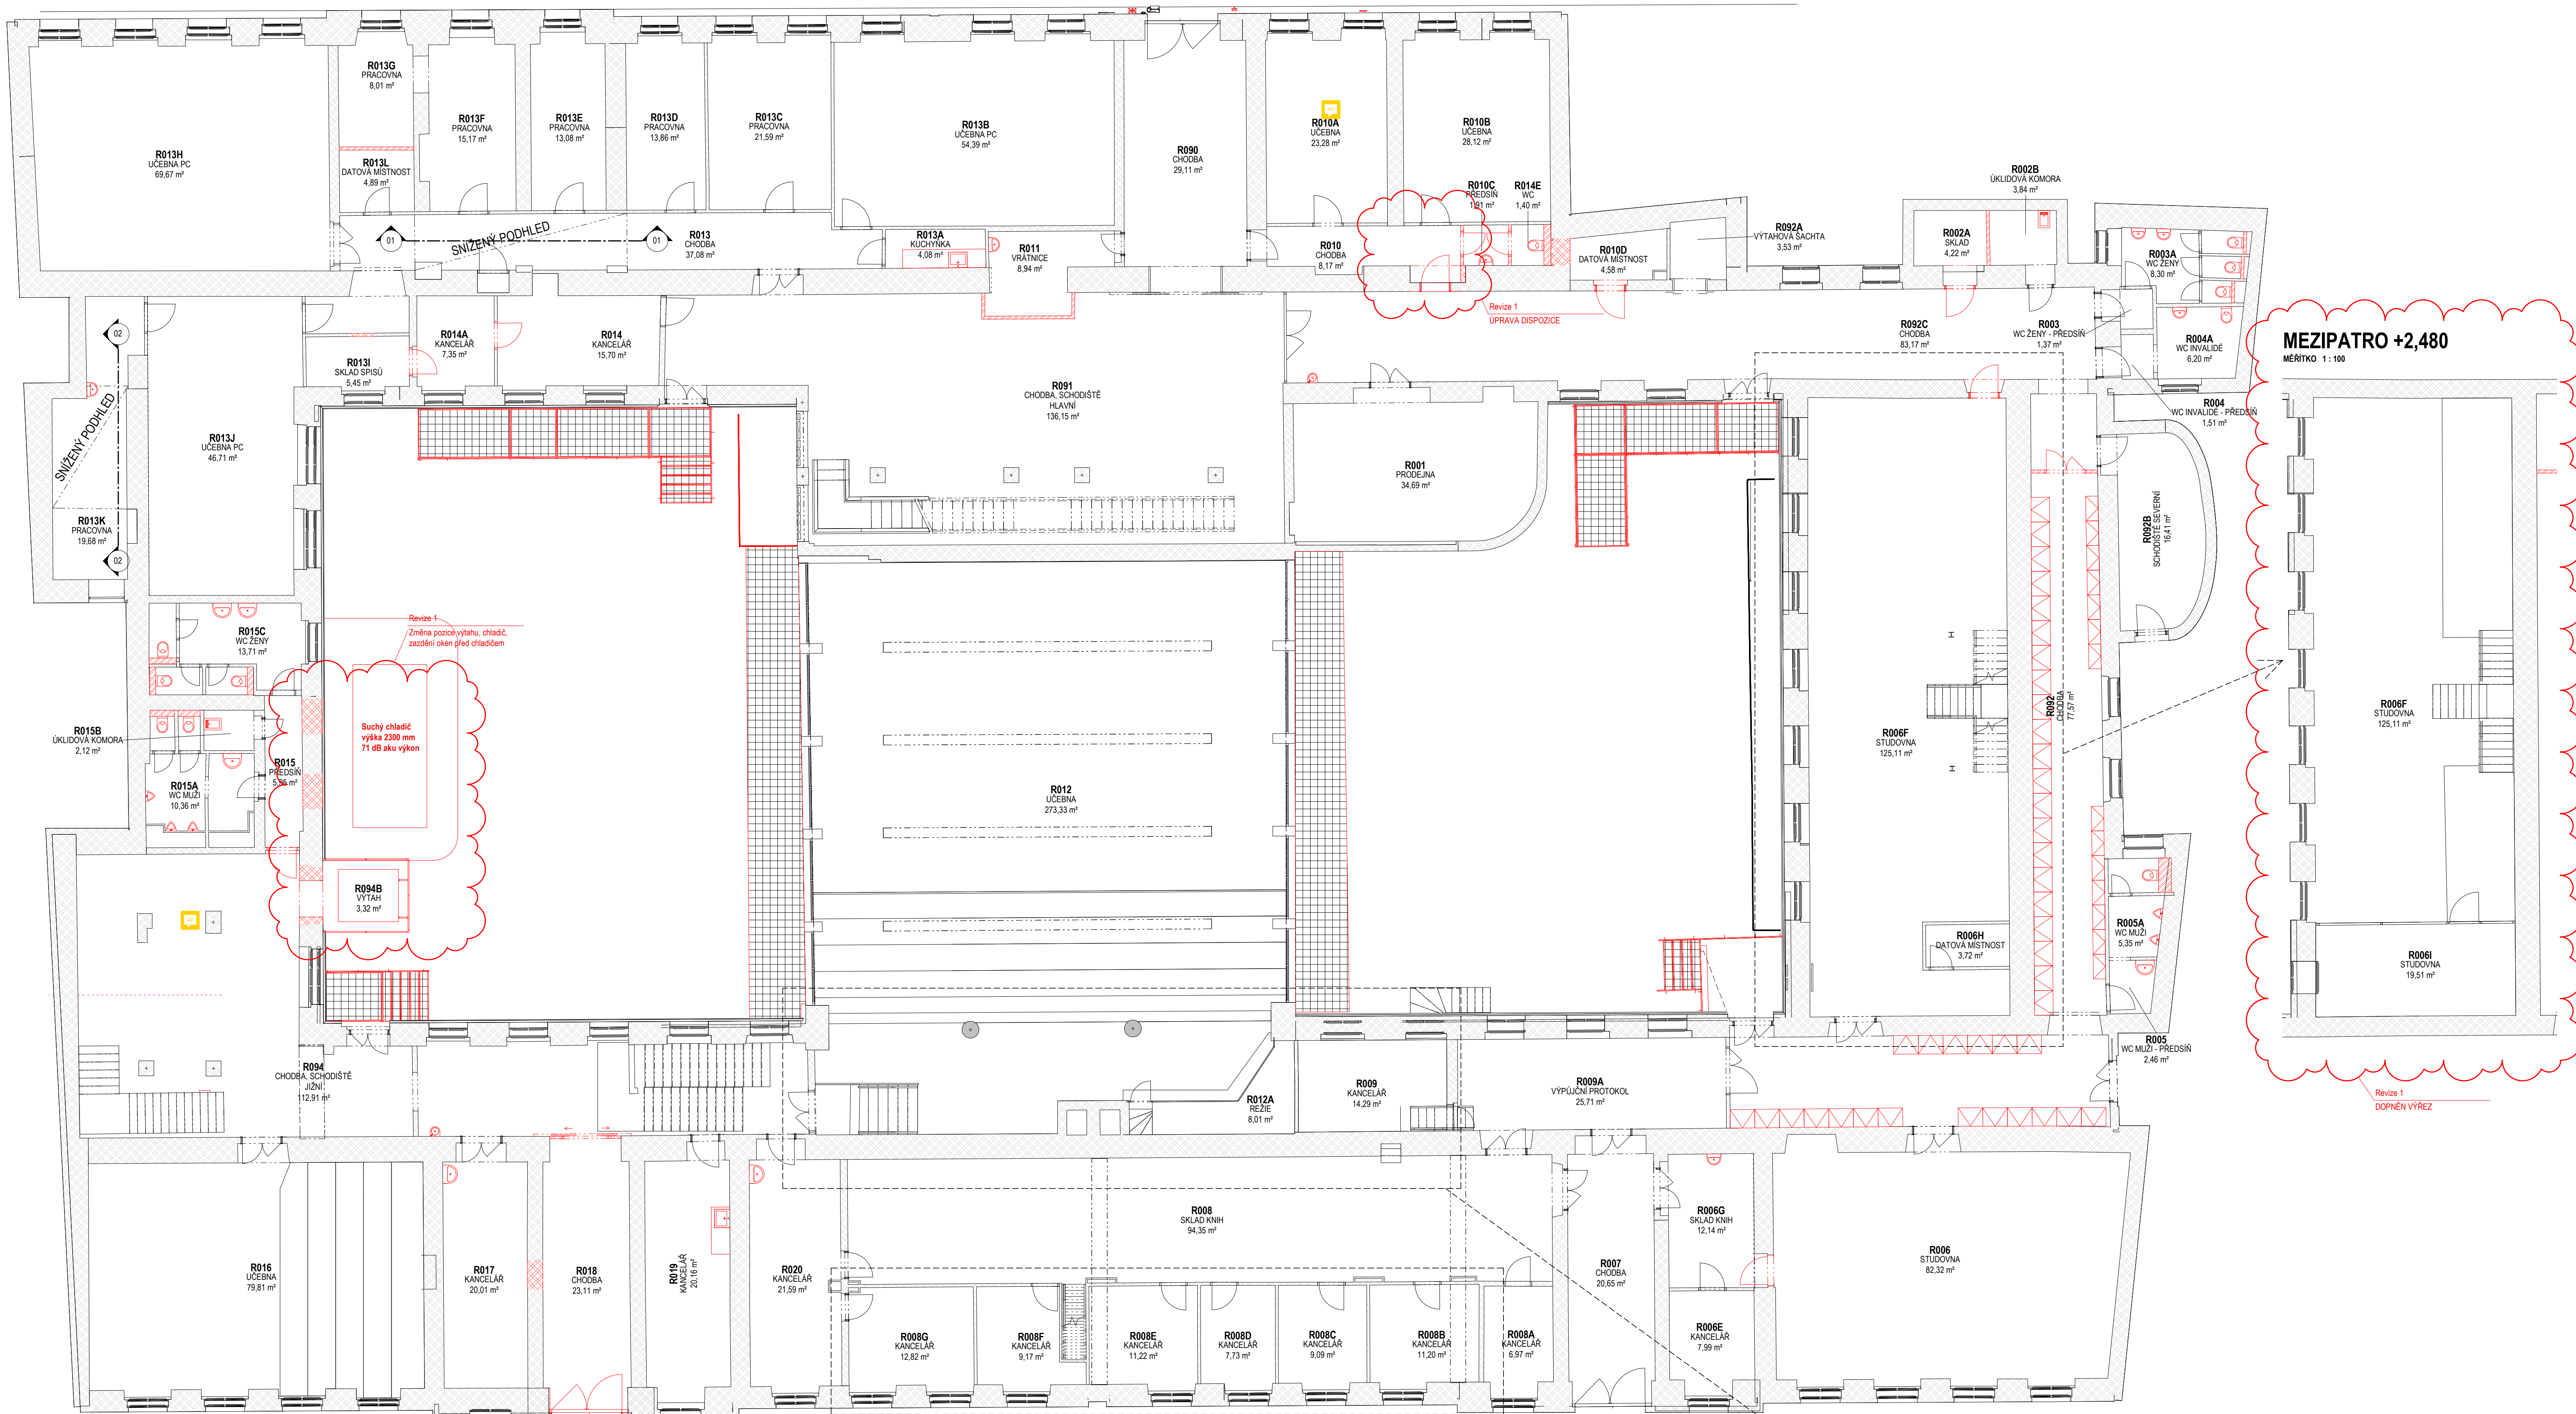 R013G
PRACOVNA
8,01 m²
R013F
PRACOVNA
15,17 m²
R013E
PRACOVNA
13,08 m²
R013D
PRACOVNA
13,86 m²
R013C
PRACOVNA
21,59 m²
R013B
UČEBNA PC
54,39 m²
R010A
UČEBNA
23,28 m²
R010B
UČEBNA
28,12 m²
R013H
UČEBNA PC
69,67 m²
R013L
DATOVÁ MÍSTNOST
4,89 m²
R090
CHODBA
29,11 m²
R010C
PŘEDSÍŇ
1,91 m²
R014E
WC
1,40 m²
R002B
ÚKLIDOVÁ KOMORA
3,84 m²
01
SNÍŽENÝ PODHLED
01
R013
CHODBA
37,08 m²
R013A
KUCHYŇKA
4,08 m²
R011
VRÁTNICE
8,94 m²
R010
CHODBA
8,17 m²
R010D
DATOVÁ MÍSTNOST
4,58 m²
R092A
VÝTAHOVÁ ŠACHTA
3,53 m²
R002A
SKLAD
4,22 m²
R003A
WC ŽENY
8,30 m²
Revize 1
ÚPRAVA DISPOZICE
02
R013I
SKLAD SPISŮ
5,45 m²
R014A
KANCELÁŘ
7,35 m²
R014
KANCELÁŘ
15,70 m²
R092C
CHODBA
83,17 m²
R003
WC ŽENY - PŘEDSÍŇ
1,37 m²
R004A
WC INVALIDÉ
6,20 m²
MEZIPATRO +2,480
MĚŘÍTKO 1 : 100
R091
CHODBA, SCHODIŠTĚ
HLAVNÍ
136,15 m²
R004
WC INVALIDÉ - PŘEDSÍŇ
1,51 m²
SNÍŽENÝ PODHLED
R013J
UČEBNA PC
46,71 m²
R001
PRODEJNA
34,69 m²
R013K
PRACOVNA
19,68 m²
02
R092B
SCHODIŠTĚ SEVERNÍ
16,41 m²
Revize 1
Změna pozice výtahu, chladič,
zazdění oken před chladičem
R015C
WC ŽENY
13,71 m²
Suchý chladič
výška 2300 mm
71 dB aku výkon
R015B
ÚKLIDOVÁ KOMORA
2,12 m²
R015
PŘEDSÍŇ
R015A
WC MUŽI
10,36 m²
R012
UČEBNA
273,33 m²
R006F
STUDOVNA
125,11 m²
R092
CHODBA
77,57 m²
R006F
STUDOVNA
125,11 m²
R094B
VÝTAH
3,32 m²
R006H
DATOVÁ MÍSTNOST
3,72 m²
R005A
WC MUŽI
5,35 m²
R006I
STUDOVNA
19,51 m²
R094
CHODBA, SCHODIŠTĚ
JIŽNÍ
112,91 m²
R012A
REŽIE
8,01 m²
R009
KANCELÁŘ
14,29 m²
R009A
VÝPŮJČNÍ PROTOKOL
25,71 m²
R005
WC MUŽI - PŘEDSÍŇ
2,46 m²
Revize 1
DOPNĚN VÝŘEZ
R016
UČEBNA
79,81 m²
R017
KANCELÁŘ
20,01 m²
R018
CHODBA
23,11 m²
R019
KANCELÁŘ
20,16 m²
R020
KANCELÁŘ
21,59 m²
R008
SKLAD KNIH
94,35 m²
R007
CHODBA
20,65 m²
R006G
SKLAD KNIH
12,14 m²
R006
STUDOVNA
82,32 m²
R008G
KANCELÁŘ
12,82 m²
R008F
KANCELÁŘ
9,17 m²
R008E
KANCELÁŘ
11,22 m²
R008D
KANCELÁŘ
7,73 m²
R008C
KANCELÁŘ
9,09 m²
R008B
KANCELÁŘ
11,20 m²
R008A
KANCELÁŘ
6,97 m²
R006E
KANCELÁŘ
7,99 m²